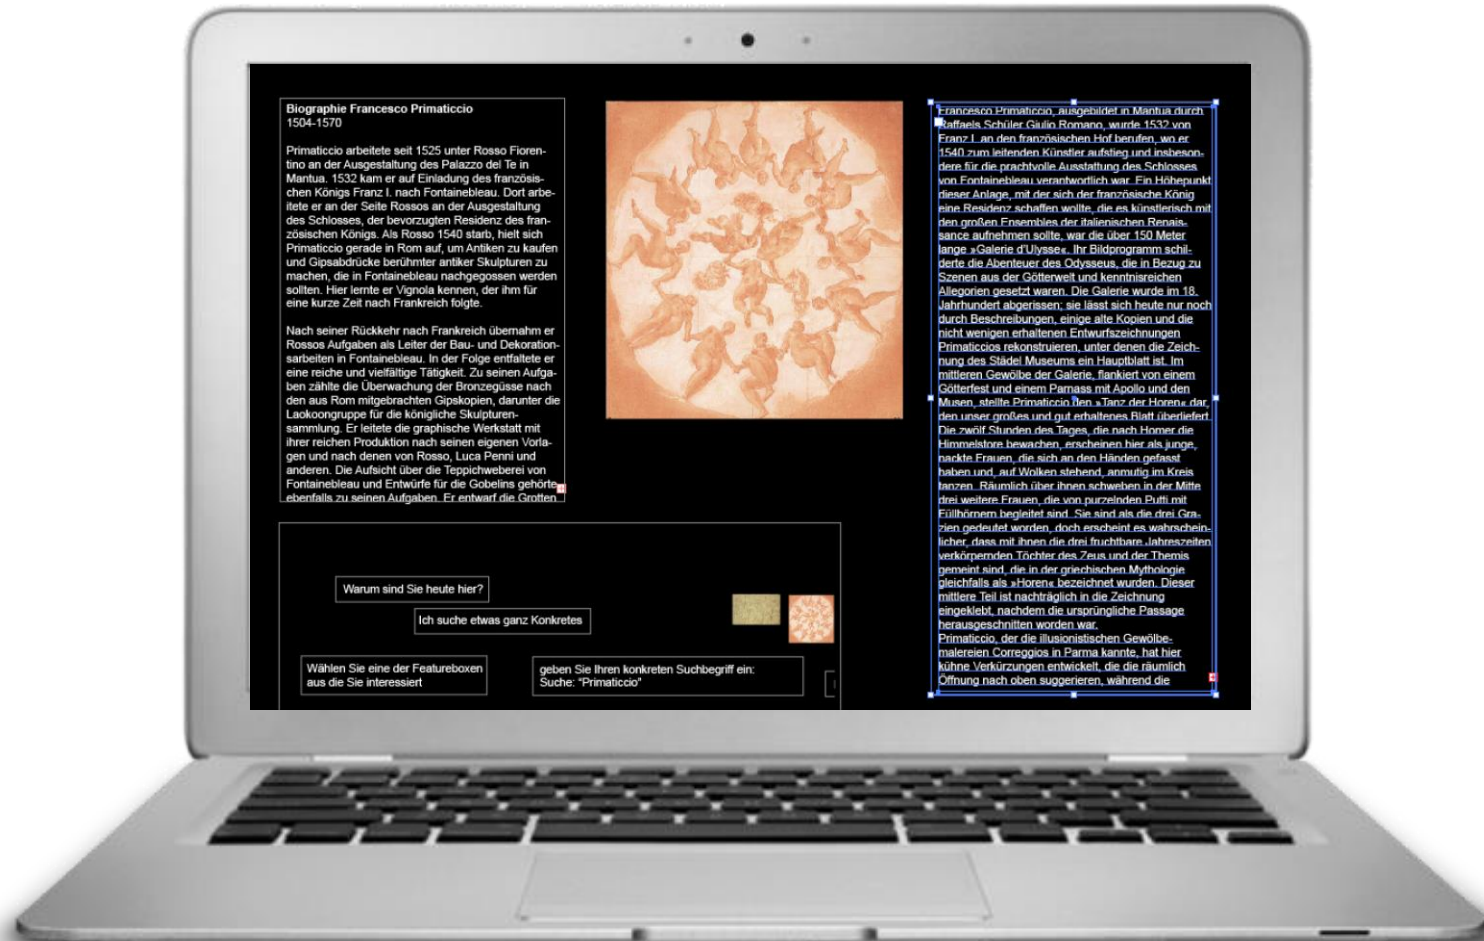 Biographie Francesco Primaticcio
1504-1570
Primaticcio arbeitete seit 1525 unter Rosso Fioren-
tino an der Ausgestaltung des Palazzo del Te in
Mantua. 1532 kam er auf Einladung des französis-
chen Königs Franz I. nach Fontainebleau. Dort arbe-
itete er an der Seite Rossos an der Ausgestaltung
des Schlosses, der bevorzugten Residenz des fran-
zösischen Königs. Als Rosso 1540 starb, hielt sich
Primaticcio gerade in Rom auf, um Antiken zu kaufen
und Gipsabdrücke berühmter antiker Skulpturen zu
machen, die in Fontainebleau nachgegossen werden
sollten. Hier lernte er Vignola kennen, der ihm für
eine kurze Zeit nach Frankreich folgte.
Nach seiner Rückkehr nach Frankreich übernahm er
Rossos Aufgaben als Leiter der Bau- und Dekoration-
sarbeiten in Fontainebleau. In der Folge entfaltete er
eine reiche und vielfältige Tätigkeit. Zu seinen Aufga-
ben zählte die Überwachung der Bronzegüsse nach
den aus Rom mitgebrachten Gipskopien, darunter die
Laokoongruppe für die königliche Skulpturen-
sammlung. Er leitete die graphische Werkstatt mit
ihrer reichen Produktion nach seinen eigenen Vorla-
gen und nach denen von Rosso, Luca Penni und
anderen. Die Aufsicht über die Teppichweberei von
Fontainebleau und Entwürfe für die Gobelins gehörte
ebenfalls zu seinen Aufgaben. Er entwarf die Grotten
Warum sind Sie heute hier?
Ich suche etwas ganz Konkretes
Wählen Sie eine der Featureboxen
aus die Sie interessiert
geben Sie Ihren konkreten Suchbegriff ein:
Suche: "Primaticcio"
Francesco Primaticcio, ausgebildet in Mantua durch
Raffaels Schüler Giulio Romano, wurde 1532 von
Franz I. an den französischen Hof berufen, wo er
1540 zum leitenden Künstler aufstieg und insbeson-
dere für die prachtvolle Ausstattung des Schlosses
von Fontainebleau verantwortlich war. Ein Höhepunkt
dieser Anlage, mit der sich der französische König
eine Residenz schaffen wollte, die es künstlerisch mit
den großen Ensembles der italienischen Renais-
sance aufnehmen sollte, war die über 150 Meter
lange »Galerie d'Ulysse«. Ihr Bildprogramm schil-
derte die Abenteuer des Odysseus, die in Bezug zu
Szenen aus der Götterwelt und kenntnisreichen
Allegorien gesetzt waren. Die Galerie wurde im 18.
Jahrhundert abgerissen; sie lässt sich heute nur noch
durch Beschreibungen, einige alte Kopien und die
nicht wenigen erhaltenen Entwurfszeichnungen
Primaticcios rekonstruieren, unter denen die Zeich-
nung des Städel Museums ein Hauptblatt ist. Im
mittleren Gewölbe der Galerie, flankiert von einem
Götterfest und einem Parnass mit Apollo und den
Musen, stellte Primaticcio den »Tanz der Horen« dar,
den unser großes und gut erhaltenes Blatt überliefert.
Die zwölf Stunden des Tages, die nach Homer die
Himmelstore bewachen, erscheinen hier als junge,
nackte Frauen, die sich an den Händen gefasst
haben und, auf Wolken stehend, anmutig im Kreis
tanzen. Räumlich über ihnen schweben in der Mitte
drei weitere Frauen, die von purzelnden Putti mit
Füllhörnern begleitet sind. Sie sind als die drei Gra-
zien gedeutet worden, doch erscheint es wahrschein-
licher, dass mit ihnen die drei fruchtbare Jahreszeiten
verkörpernden Töchter des Zeus und der Themis
gemeint sind, die in der griechischen Mythologie
gleichfalls als »Horen« bezeichnet wurden. Dieser
mittlere Teil ist nachträglich in die Zeichnung
eingeklebt, nachdem die ursprüngliche Passage
herausgeschnitten worden war.
Primaticcio, der die illusionistischen Gewölbe-
malereien Correggios in Parma kannte, hat hier
kühne Verkürzungen entwickelt, die die räumlich
Öffnung nach oben suggerieren, während die